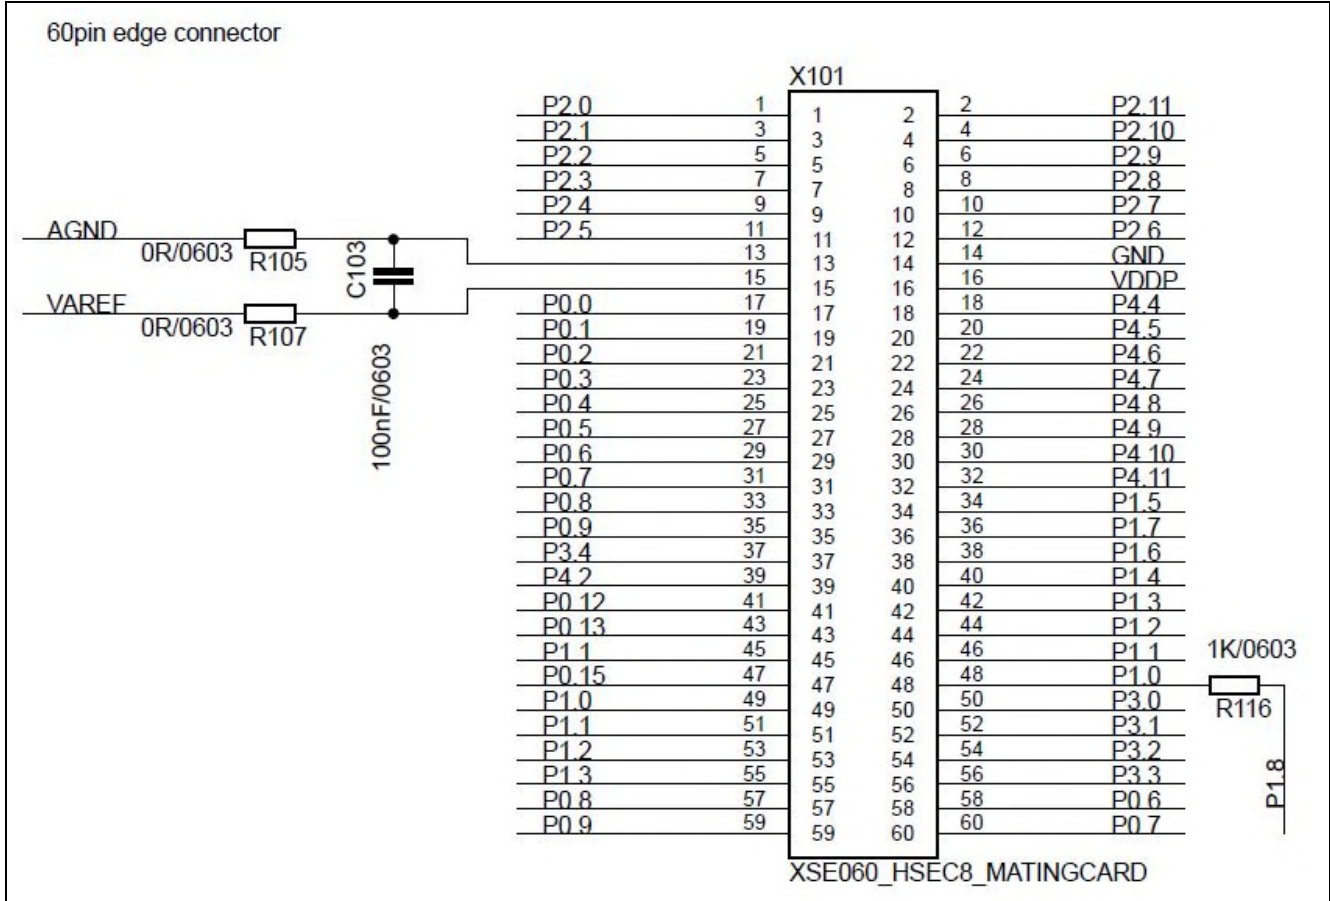 60pin edge connector
X101
P2.0 1 1 2 2 P2.11
P2.1 3 3 4 4 P2.10
P2.2 5 5 6 6 P2.9
P2.3 7 7 8 8 P2.8
P2.4 9 9 10 10 P2.7
AGND P2.5 11 11 12 12 P2.6
0R/0603 R105 C103 13 13 14 14 GND
15 15 16 16 VDDP
VAREF P0.0 17 17 18 18 P4.4
0R/0603 R107 P0.1 19 19 20 20 P4.5
100nF/0603
P0.2 21 21 22 22 P4.6
P0.3 23 23 24 24 P4.7
P0.4 25 25 26 26 P4.8
P0.5 27 27 28 28 P4.9
P0.6 29 29 30 30 P4.10
P0.7 31 31 32 32 P4.11
P0.8 33 33 34 34 P1.5
P0.9 35 35 36 36 P1.7
P3.4 37 37 38 38 P1.6
P4.2 39 39 40 40 P1.4
P0.12 41 41 42 42 P1.3
P0.13 43 43 44 44 P1.2
P1.1 45 45 46 46 P1.1 1K/0603
P0.15 47 47 48 48 P1.0
P1.0 49 49 50 50 P3.0 R116
P1.1 51 51 52 52 P3.1
P1.2 53 53 54 54 P3.2
P1.3 55 55 56 56 P3.3 P1.8
P0.8 57 57 58 58 P0.6
P0.9 59 59 60 60 P0.7
XSE060_HSEC8_MATINGCARD